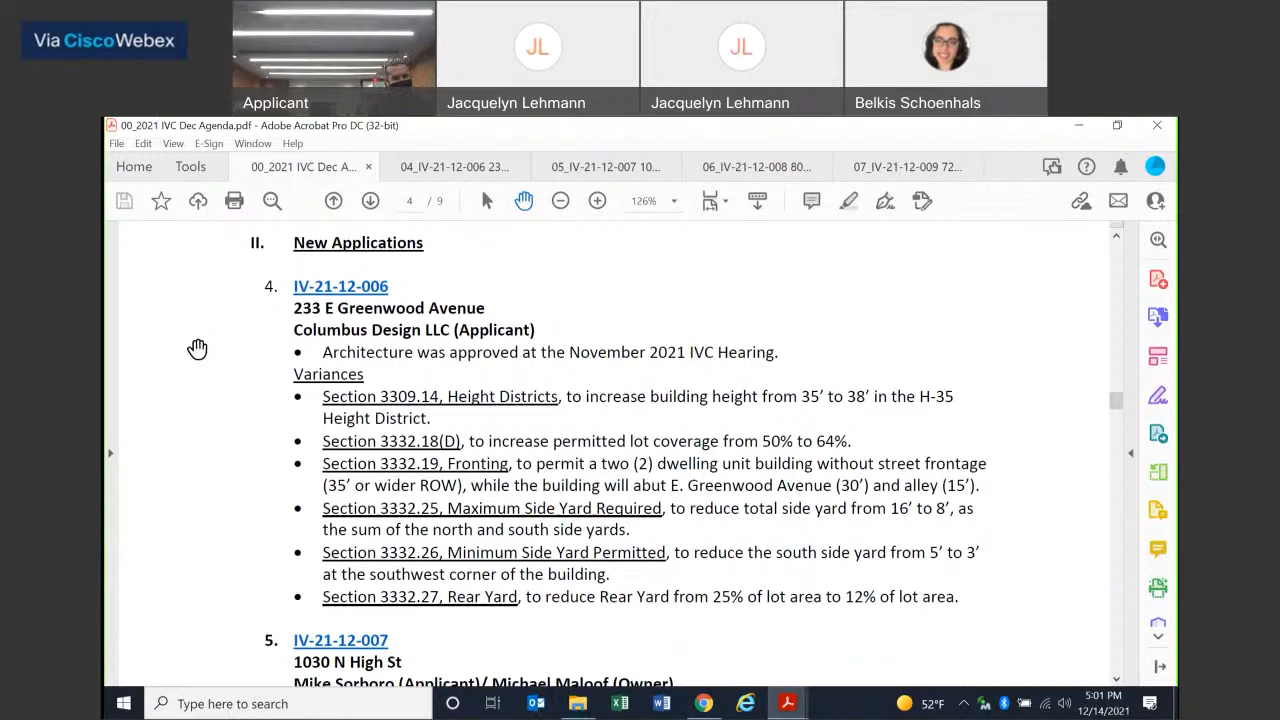 Via Cisco Webex
JL
JL
Applicant
Jacquelyn Lehmann
Jacquelyn Lehmann
Belkis Schoenhals
00_2021 IVC Dec Agenda.pdf - Adobe Acrobat Pro DC (32-bit)
File Edit View E-Sign Window Help
Home Tools 00_2021 IVC Dec A... × 04_IV-21-12-006 23... 05_IV-21-12-007 10... 06_IV-21-12-008 80... 07_IV-21-12-009 72...
4 / 9 126%
II. New Applications
4. IV-21-12-006
233 E Greenwood Avenue
Columbus Design LLC (Applicant)
• Architecture was approved at the November 2021 IVC Hearing.
Variances
• Section 3309.14, Height Districts, to increase building height from 35’ to 38’ in the H-35
Height District.
• Section 3332.18(D), to increase permitted lot coverage from 50% to 64%.
• Section 3332.19, Fronting, to permit a two (2) dwelling unit building without street frontage
(35’ or wider ROW), while the building will abut E. Greenwood Avenue (30’) and alley (15’).
• Section 3332.25, Maximum Side Yard Required, to reduce total side yard from 16’ to 8’, as
the sum of the north and south side yards.
• Section 3332.26, Minimum Side Yard Permitted, to reduce the south side yard from 5’ to 3’
at the southwest corner of the building.
• Section 3332.27, Rear Yard, to reduce Rear Yard from 25% of lot area to 12% of lot area.
5. IV-21-12-007
1030 N High St
Mike Sorboro (Applicant)/ Michael Maloof (Owner)
Type here to search
52°F
5:01 PM
12/14/2021